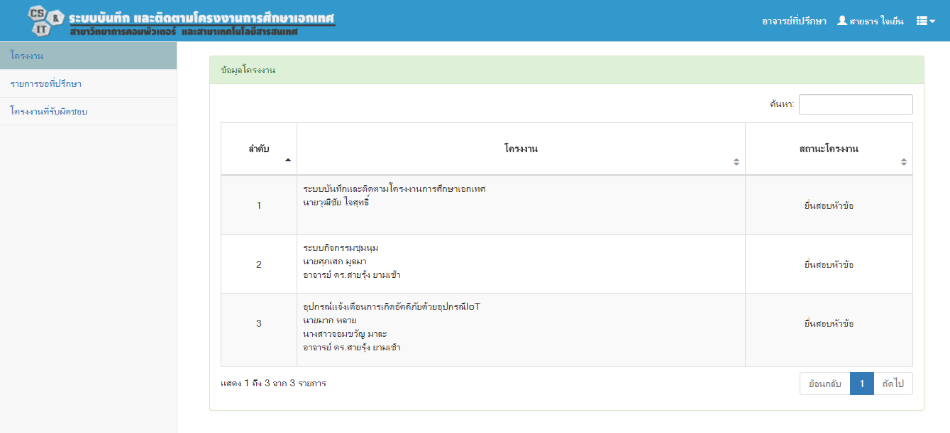 CS & IT
ระบบบันทึก และติดตามโครงงานการศึกษาเอกเทศ
สาขาวิทยาการคอมพิวเตอร์ และสาขาเทคโนโลยีสารสนเทศ
อาจารย์ที่ปรึกษา สายธาร ใจเย็น
โครงงาน
รายการขอที่ปรึกษา
โครงงานที่รับผิดชอบ
ข้อมูลโครงงาน
ค้นหา:
ลำดับ โครงงาน สถานะโครงงาน
ระบบบันทึกและติดตามโครงงานการศึกษาเอกเทศ
1 นายวุฒิชัย ใจสุทธิ์ ยื่นสอบหัวข้อ
ระบบกิจกรรมชุมนุม
2 นายศุภเสก มุลมา ยื่นสอบหัวข้อ
อาจารย์ ดร.สายรุ้ง ยามเช้า
อุปกรณ์แจ้งเตือนการเกิดอัคคีภัยด้วยอุปกรณ์IoT
นายมาก หลาย
3 นางสาวจอมขวัญ มาละ ยื่นสอบหัวข้อ
อาจารย์ ดร.สายรุ้ง ยามเช้า
แสดง 1 ถึง 3 จาก 3 รายการ
ย้อนกลับ 1 ถัดไป